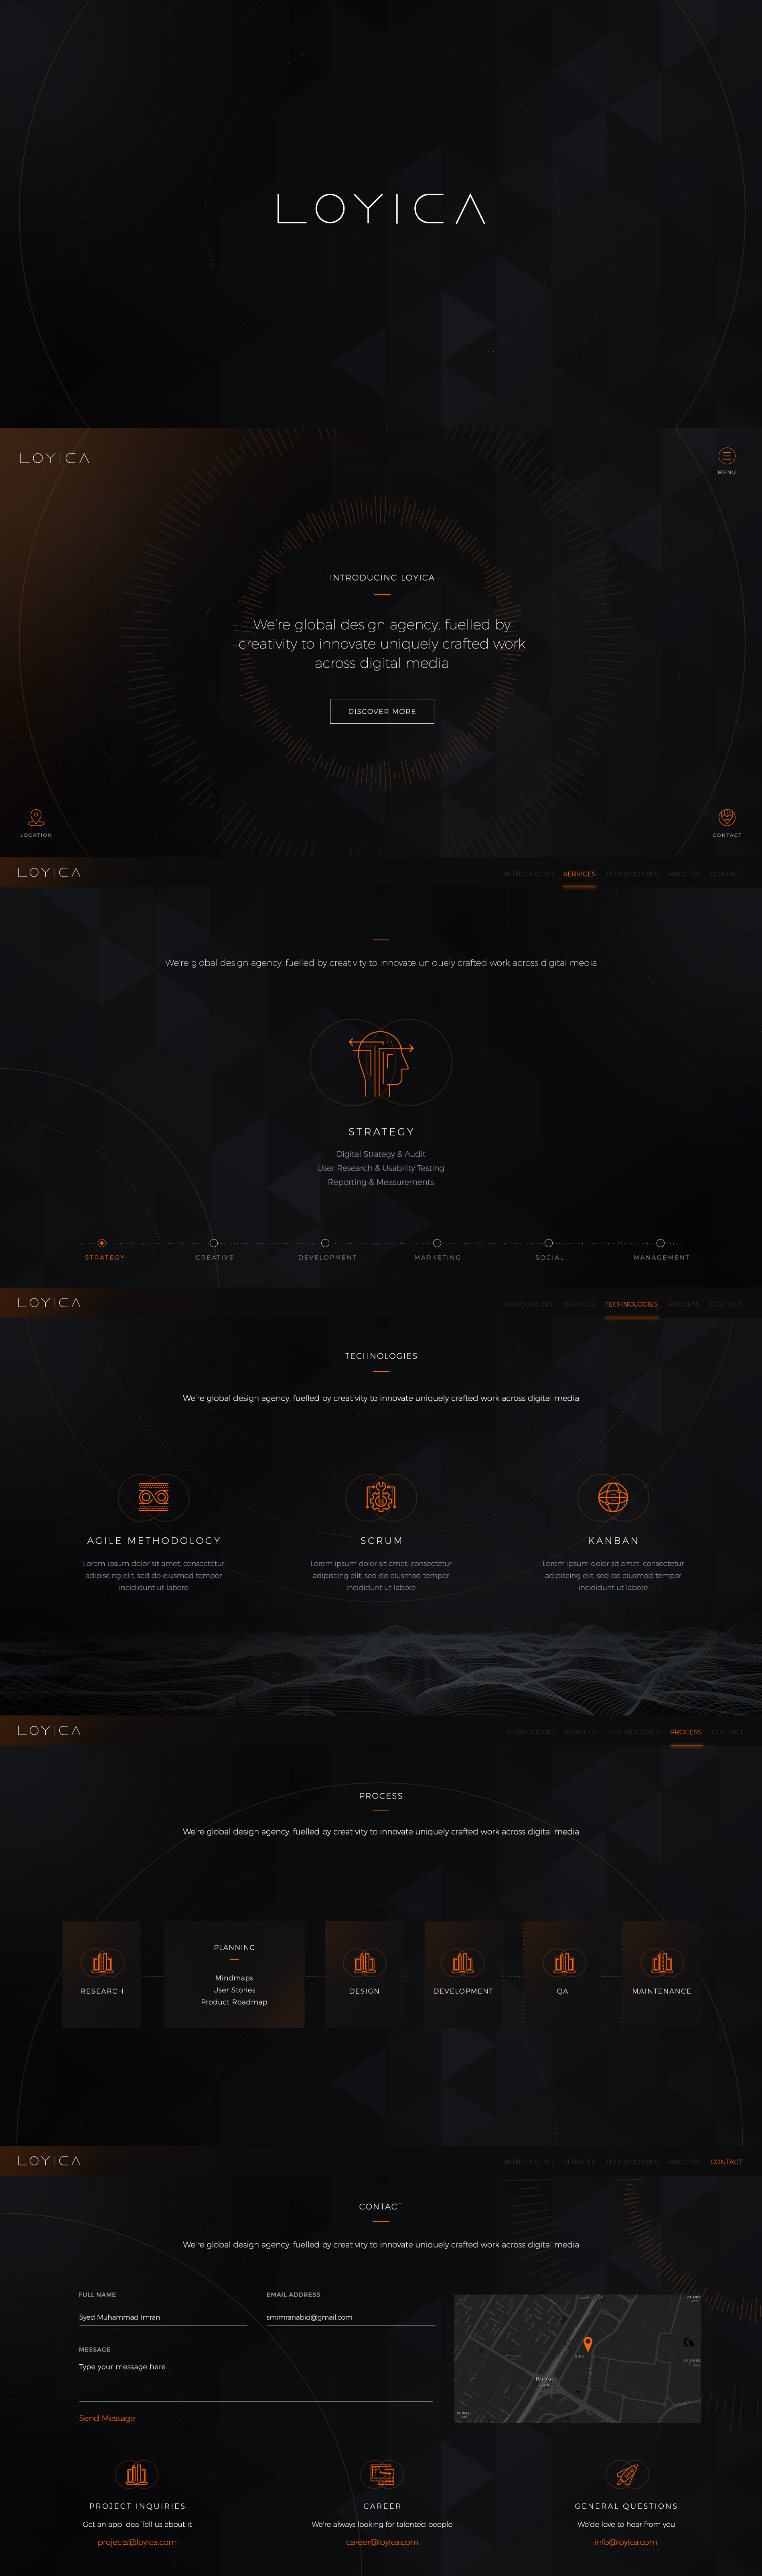 LOYICA
LOYICA
MENU
INTRODUCING LOYICA
We're global design agency, fuelled by
creativity to innovate uniquely crafted work
across digital media
DISCOVER MORE
LOCATION
CONTACT
LOYICA
INTRODUCING SERVICES TECHNOLOGIES PROCESS CONTACT
We're global design agency, fuelled by creativity to innovate uniquely crafted work across digital media
STRATEGY
Digital Strategy & Audit
User Research & Usability Testing
Reporting & Measurements
STRATEGY CREATIVE DEVELOPMENT MARKETING SOCIAL MANAGEMENT
LOYICA
INTRODUCING SERVICES TECHNOLOGIES PROCESS CONTACT
TECHNOLOGIES
We're global design agency, fuelled by creativity to innovate uniquely crafted work across digital media
AGILE METHODOLOGY
Lorem ipsum dolor sit amet, consectetur
adipiscing elit, sed do eiusmod tempor
incididunt ut labore
SCRUM
Lorem ipsum dolor sit amet, consectetur
adipiscing elit, sed do eiusmod tempor
incididunt ut labore
KANBAN
Lorem ipsum dolor sit amet, consectetur
adipiscing elit, sed do eiusmod tempor
incididunt ut labore
LOYICA
INTRODUCING SERVICES TECHNOLOGIES PROCESS CONTACT
PROCESS
We're global design agency, fuelled by creativity to innovate uniquely crafted work across digital media
RESEARCH
PLANNING
Mindmaps
User Stories
Product Roadmap
DESIGN
DEVELOPMENT
QA
MAINTENANCE
LOYICA
INTRODUCING SERVICES TECHNOLOGIES PROCESS CONTACT
CONTACT
We're global design agency, fuelled by creativity to innovate uniquely crafted work across digital media
FULL NAME
Syed Muhammad Imran
EMAIL ADDRESS
smimranabid@gmail.com
MESSAGE
Type your message here ...
Send Message
Dubai
PROJECT INQUIRIES
Get an app idea Tell us about it
projects@loyica.com
CAREER
We're always looking for talented people
career@loyica.com
GENERAL QUESTIONS
We'de love to hear from you
info@loyica.com